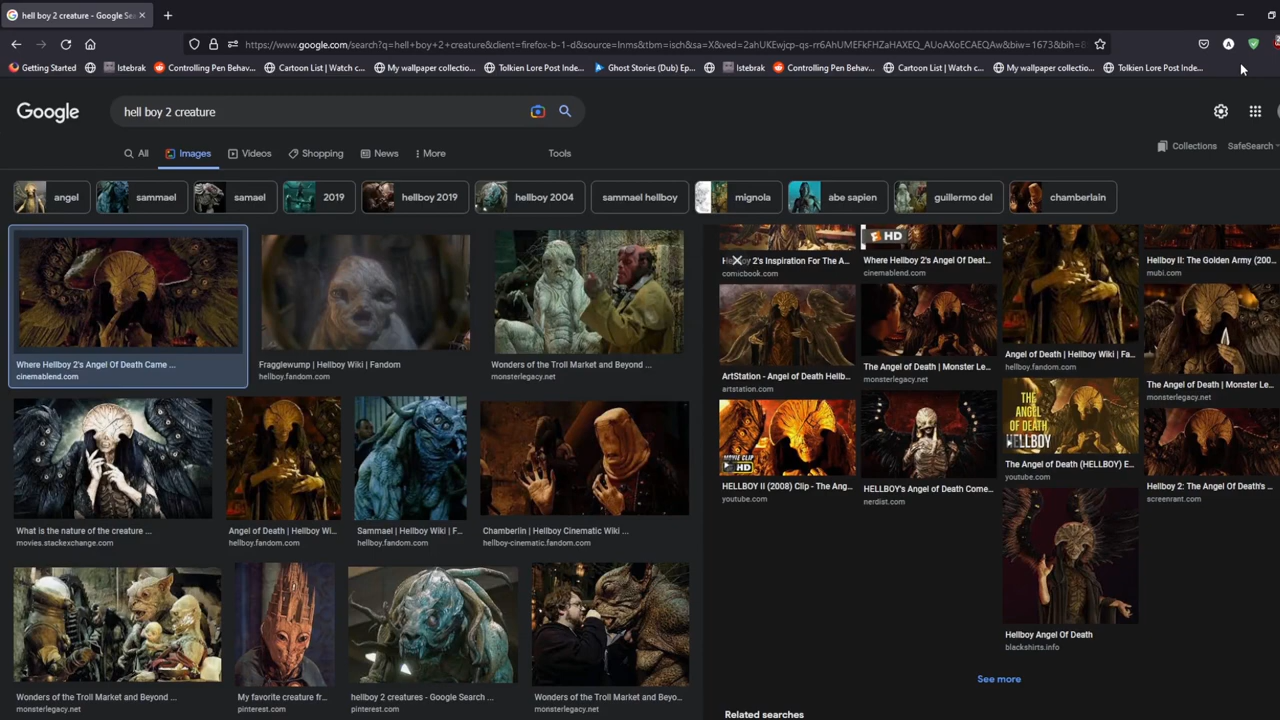 hell boy 2 creature - Google Sea
https://www.google.com/search?q=hell+boy+2+creature&client=firefox-b-1-d&source=lnms&tbm=isch&sa=X&ved=2ahUKEwjcp-qs-rr6AhUMEFkFHZaHAXEQ_AUoAXoECAEQAw&biw=1673&bih=8
Getting Started
Istebrak
Controlling Pen Behav...
Cartoon List | Watch c...
My wallpaper collectio...
Tolkien Lore Post Inde...
Ghost Stories (Dub) Ep...
Istebrak
Controlling Pen Behav...
Cartoon List | Watch c...
My wallpaper collectio...
Tolkien Lore Post Inde...
Google
hell boy 2 creature
All
Images
Videos
Shopping
News
More
Tools
Collections
SafeSearch
angel
sammael
samael
2019
hellboy 2019
hellboy 2004
sammael hellboy
mignola
abe sapien
guillermo del
chamberlain
Where Hellboy 2's Angel Of Death Came ...
cinemablend.com
Fragglewump | Hellboy Wiki | Fandom
hellboy.fandom.com
Wonders of the Troll Market and Beyond ...
monsterlegacy.net
What is the nature of the creature ...
movies.stackexchange.com
Angel of Death | Hellboy Wi...
hellboy.fandom.com
Sammael | Hellboy Wiki | F...
hellboy.fandom.com
Chamberlin | Hellboy Cinematic Wiki ...
hellboy-cinematic.fandom.com
Wonders of the Troll Market and Beyond ...
monsterlegacy.net
My favorite creature fr...
pinterest.com
hellboy 2 creatures - Google Search ...
pinterest.com
Wonders of the Troll Market and Beyo...
monsterlegacy.net
2's Inspiration For The A...
comicbook.com
HD
Where Hellboy 2's Angel Of Deat...
cinemablend.com
Hellboy II: The Golden Army (200...
mubi.com
ArtStation - Angel of Death Hellb...
artstation.com
The Angel of Death | Monster Le...
monsterlegacy.net
Angel of Death | Hellboy Wiki | Fa...
hellboy.fandom.com
The Angel of Death | Monster Le...
monsterlegacy.net
MOVIE CLIP
HD
HELLBOY II (2008) Clip - The Ang...
youtube.com
HELLBOY's Angel of Death Come...
nerdist.com
THE
ANGEL
OF DEATH
HELLBOY
The Angel of Death (HELLBOY) E...
youtube.com
Hellboy 2: The Angel Of Death's ...
screenrant.com
Hellboy Angel Of Death
blackshirts.info
See more
Related searches